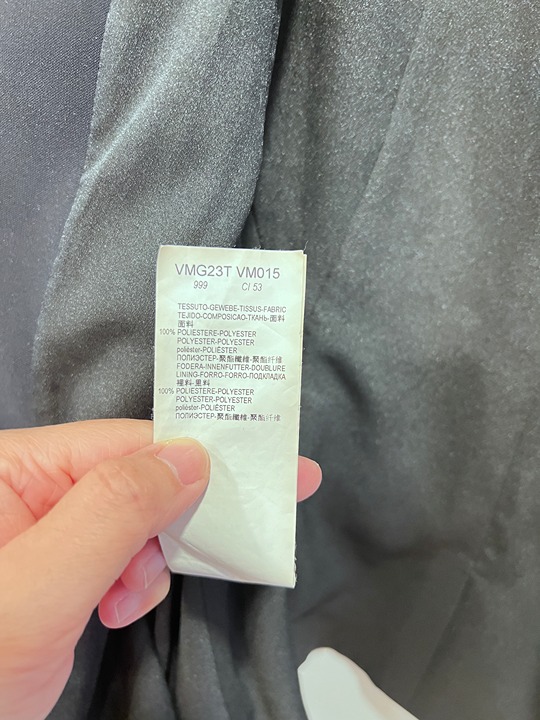 VMG23T VM015
999 CI 53
TESSUTO-GEWEBE-TISSUS-FABRIC
TEJIDO-COMPOSICAO-ТКАНЬ-面料
面料
100% POLIESTERE-POLYESTER
POLYESTER-POLYESTER
poliéster-POLIÉSTER
ПОЛИЭСТЕР-聚酯纖維-聚酯纤维
FODERA-INNENFUTTER-DOUBLURE
LINING-FORRO-FORRO-ПОДКЛАДКА
裡料-里料
100% POLIESTERE-POLYESTER
POLYESTER-POLYESTER
poliéster-POLIÉSTER
ПОЛИЭСТЕР-聚酯纖維-聚酯纤维